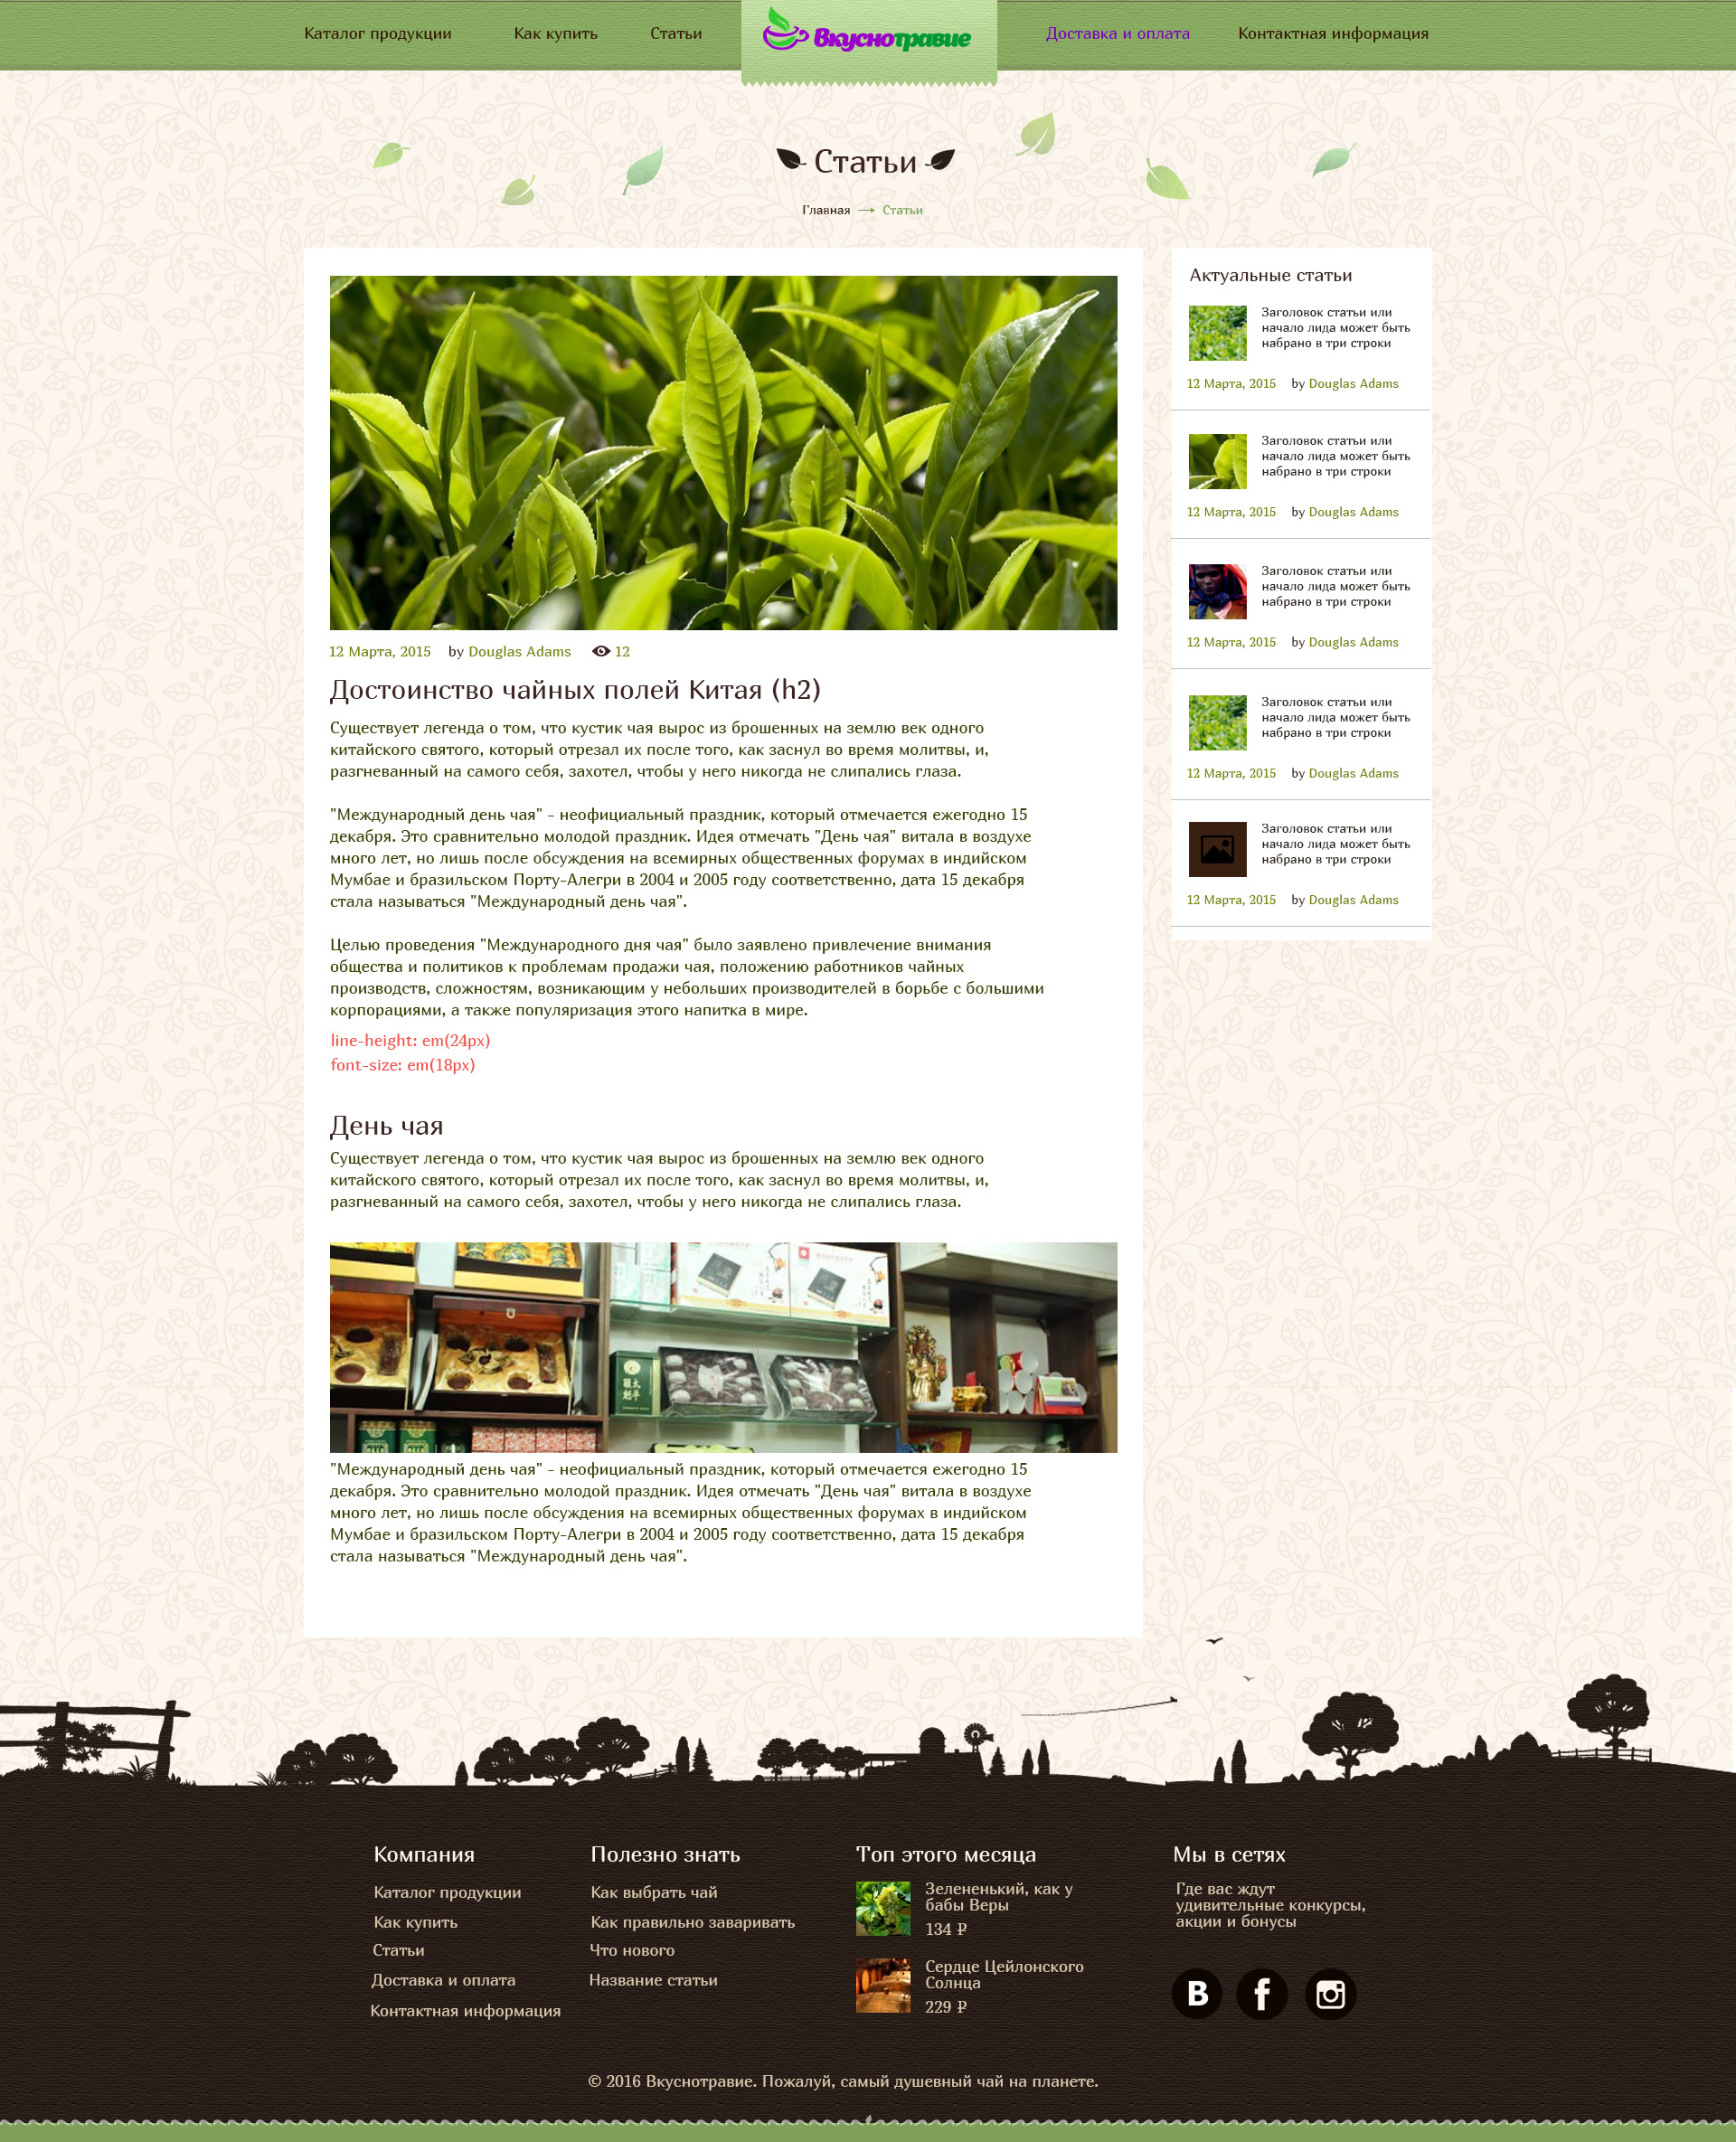 Каталог продукции
Как купить
Статьи
Вкуснотравие
Доставка и оплата
Контактная информация
Статьи
Главная
Статьи
12 Марта, 2015 by Douglas Adams 12
Достоинство чайных полей Китая (h2)
Существует легенда о том, что кустик чая вырос из брошенных на землю век одного
китайского святого, который отрезал их после того, как заснул во время молитвы, и,
разгневанный на самого себя, захотел, чтобы у него никогда не слипались глаза.
"Международный день чая" - неофициальный праздник, который отмечается ежегодно 15
декабря. Это сравнительно молодой праздник. Идея отмечать "День чая" витала в воздухе
много лет, но лишь после обсуждения на всемирных общественных форумах в индийском
Мумбае и бразильском Порту-Алегри в 2004 и 2005 году соответственно, дата 15 декабря
стала называться "Международный день чая".
Целью проведения "Международного дня чая" было заявлено привлечение внимания
общества и политиков к проблемам продажи чая, положению работников чайных
производств, сложностям, возникающим у небольших производителей в борьбе с большими
корпорациями, а также популяризация этого напитка в мире.
line-height: em(24px)
font-size: em(18px)
День чая
Существует легенда о том, что кустик чая вырос из брошенных на землю век одного
китайского святого, который отрезал их после того, как заснул во время молитвы, и,
разгневанный на самого себя, захотел, чтобы у него никогда не слипались глаза.
"Международный день чая" - неофициальный праздник, который отмечается ежегодно 15
декабря. Это сравнительно молодой праздник. Идея отмечать "День чая" витала в воздухе
много лет, но лишь после обсуждения на всемирных общественных форумах в индийском
Мумбае и бразильском Порту-Алегри в 2004 и 2005 году соответственно, дата 15 декабря
стала называться "Международный день чая".
Актуальные статьи
Заголовок статьи или
начало лида может быть
набрано в три строки
12 Марта, 2015 by Douglas Adams
Заголовок статьи или
начало лида может быть
набрано в три строки
12 Марта, 2015 by Douglas Adams
Заголовок статьи или
начало лида может быть
набрано в три строки
12 Марта, 2015 by Douglas Adams
Заголовок статьи или
начало лида может быть
набрано в три строки
12 Марта, 2015 by Douglas Adams
Заголовок статьи или
начало лида может быть
набрано в три строки
12 Марта, 2015 by Douglas Adams
Компания
Каталог продукции
Как купить
Статьи
Доставка и оплата
Контактная информация
Полезно знать
Как выбрать чай
Как правильно заваривать
Что нового
Название статьи
Топ этого месяца
Зелененький, как у
бабы Веры
134 ₽
Сердце Цейлонского
Солнца
229 ₽
Мы в сетях
Где вас ждут
удивительные конкурсы,
акции и бонусы
© 2016 Вкуснотравие. Пожалуй, самый душевный чай на планете.